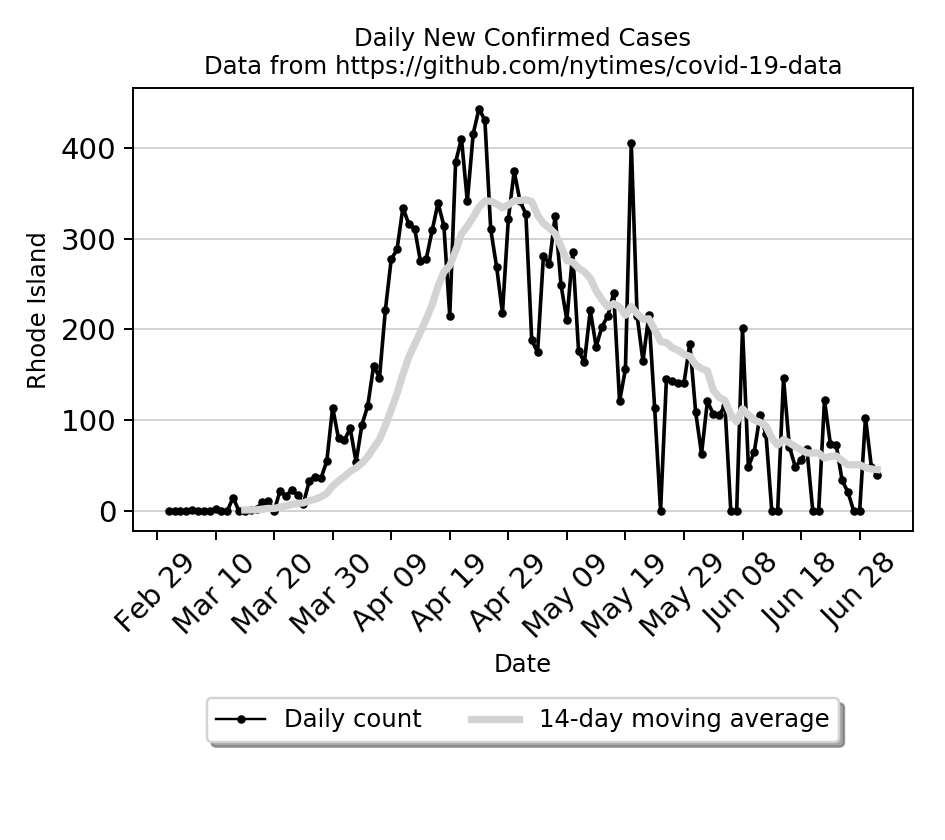 Daily New Confirmed Cases
Data from https://github.com/nytimes/covid-19-data
Rhode Island
400
300
200
100
0
Feb 29
Mar 10
Mar 20
Mar 30
Apr 09
Apr 19
Apr 29
May 09
May 19
May 29
Jun 08
Jun 18
Jun 28
Date
Daily count
14-day moving average